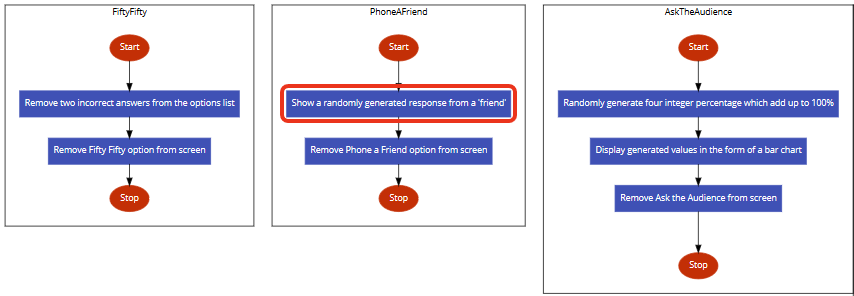 FiftyFifty
Start
Remove two incorrect answers from the options list
Remove Fifty Fifty option from screen
Stop
PhoneAFriend
Start
Show a randomly generated response from a 'friend'
Remove Phone a Friend option from screen
Stop
AskTheAudience
Start
Randomly generate four integer percentage which add up to 100%
Display generated values in the form of a bar chart
Remove Ask the Audience from screen
Stop